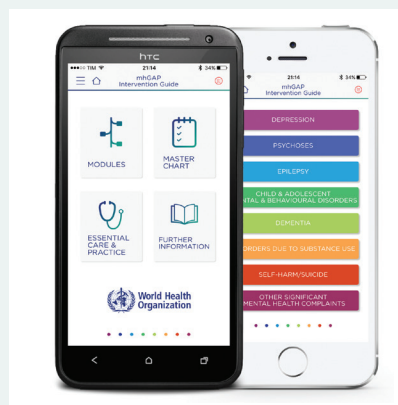 hTC
TIM 21:14 34%
mhGAP
Intervention Guide
MODULES
MASTER
CHART
ESSENTIAL
CARE &
PRACTICE
FURTHER
INFORMATION
World Health
Organization
21:14 34%
mhGAP
Intervention Guide
DEPRESSION
PSYCHOSES
EPILEPSY
CHILD & ADOLESCENT
NTAL & BEHAVIOURAL DISORDERS
DEMENTIA
ORDERS DUE TO SUBSTANCE USE
SELF-HARM/SUICIDE
OTHER SIGNIFICANT
MENTAL HEALTH COMPLAINTS